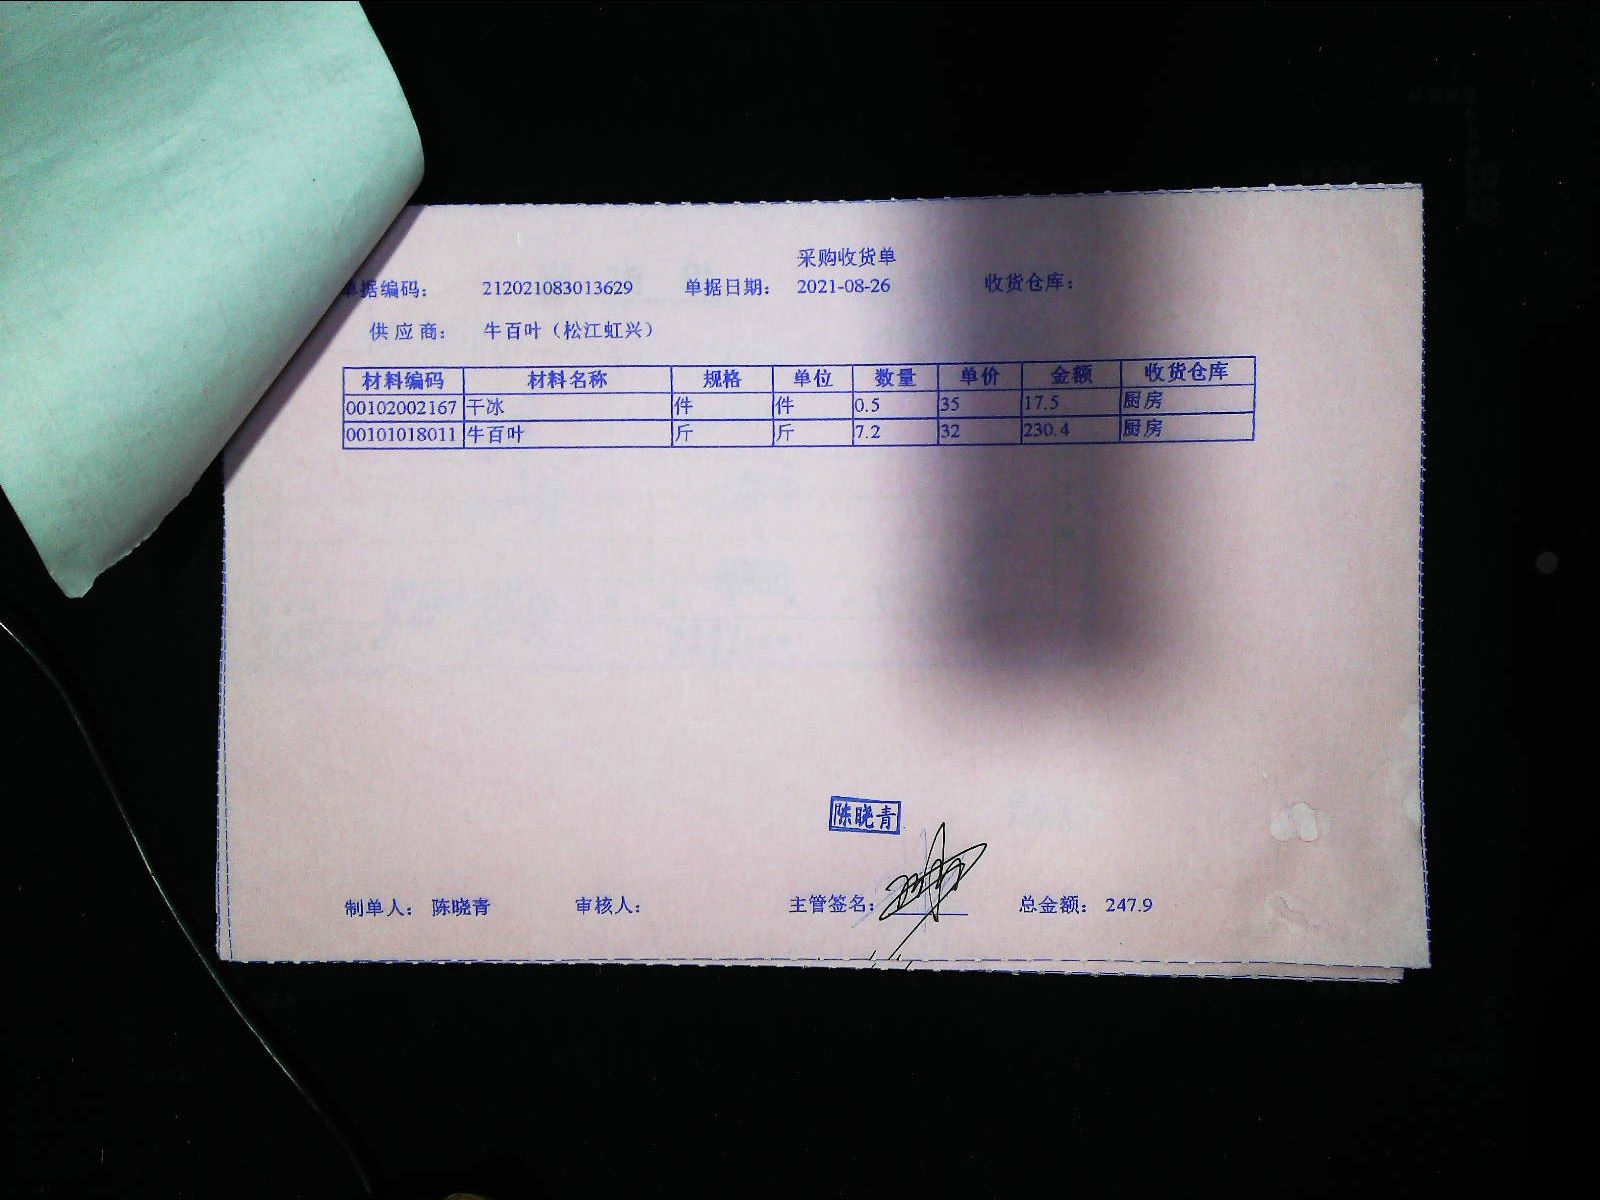 采购收货单
单据编码： 212021083013629 单据日期： 2021-08-26 收货仓库：
供应商： 牛百叶（松江虹兴）
材料编码 材料名称 规格 单位 数量 单价 金额 收货仓库
00102002167 干冰 件 件 0.5 35 17.5 厨房
00101018011 牛百叶 斤 斤 7.2 32 230.4 厨房
陈晓青
制单人： 陈晓青 审核人： 主管签名： 总金额： 247.9